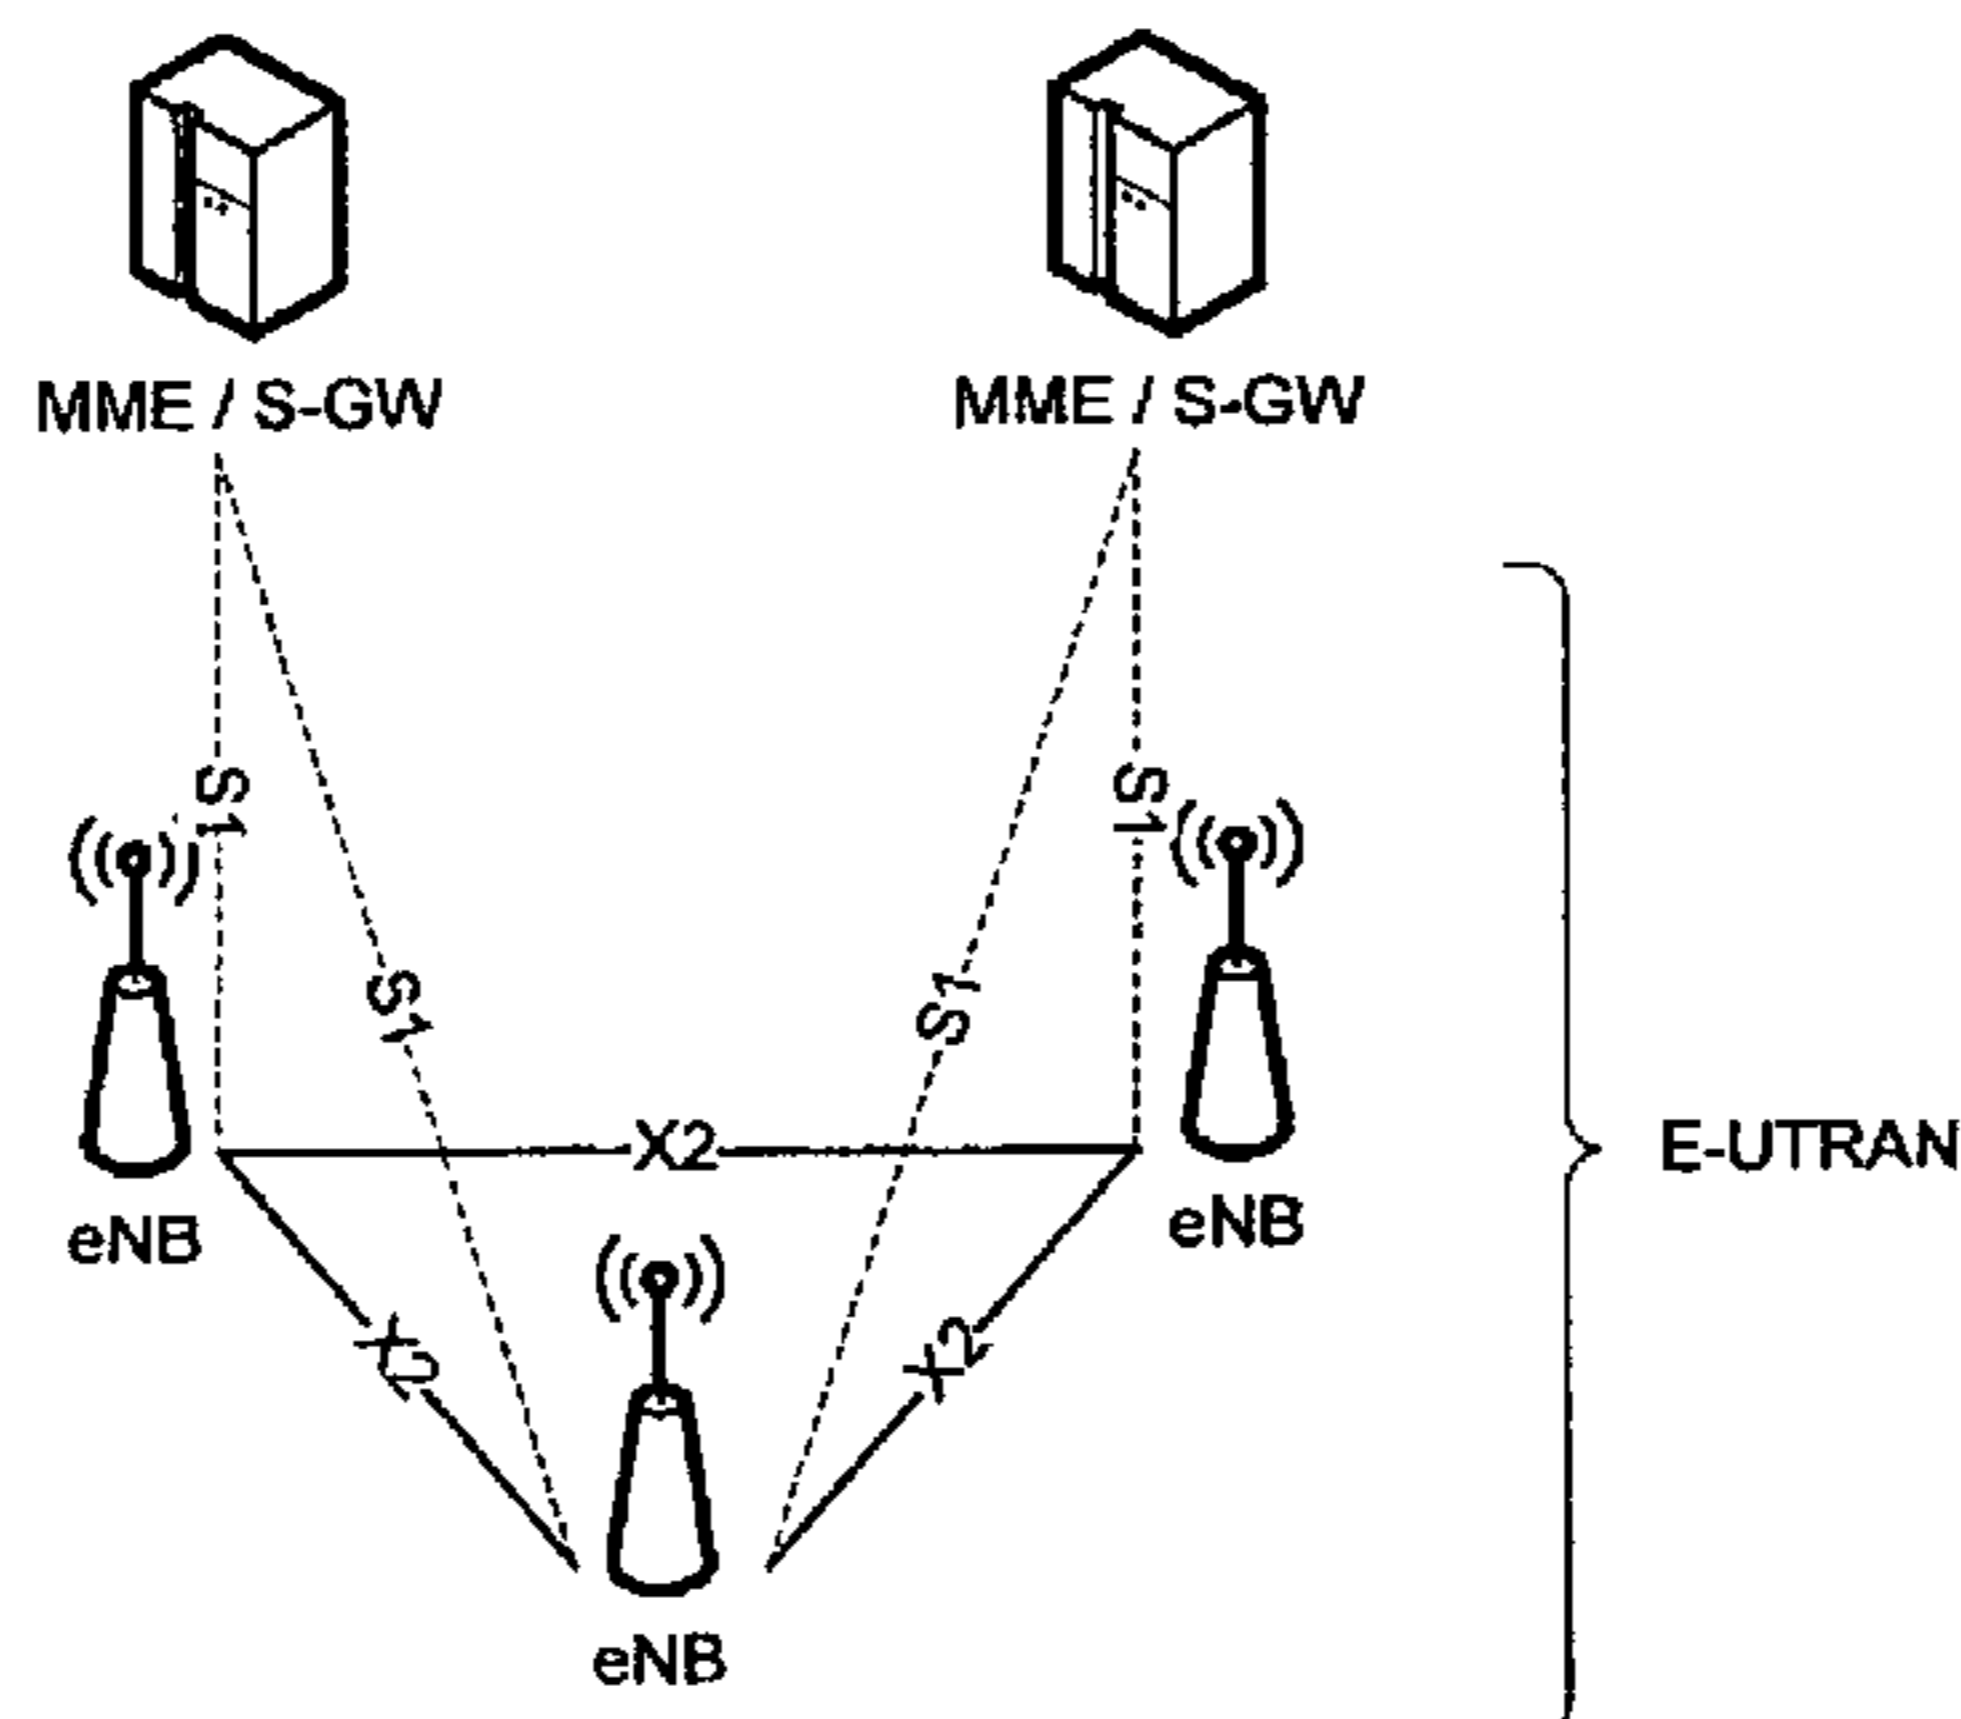 MME / S-GW
MME / S-GW
S1
S1
S1
S1
X2
E-UTRAN
eNB
eNB
X2
X2
eNB